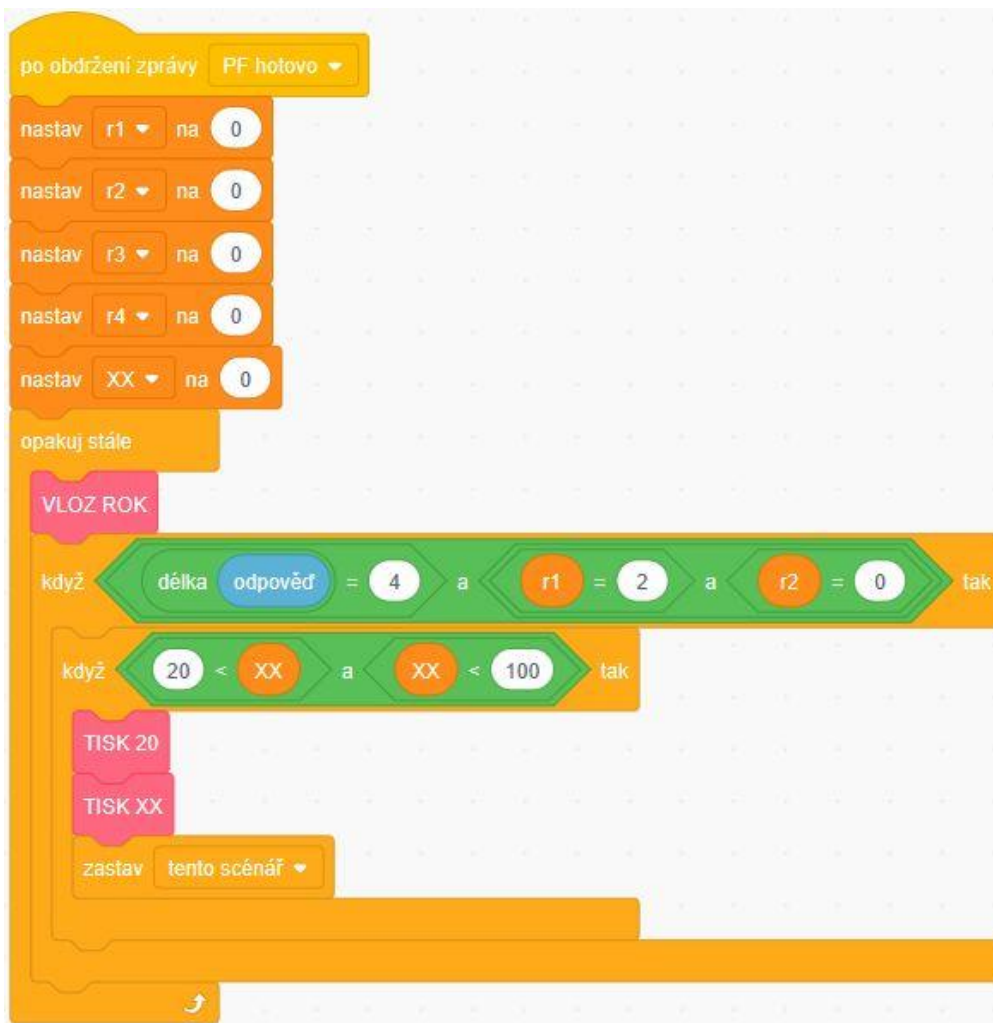 po obdržení zprávy PF hotovo
nastav r1 na 0
nastav r2 na 0
nastav r3 na 0
nastav r4 na 0
nastav XX na 0
opakuj stále
VLOZ ROK
když délka odpověď = 4 a r1 = 2 a r2 = 0 tak
když 20 < XX a XX < 100 tak
TISK 20
TISK XX
zastav tento scénář